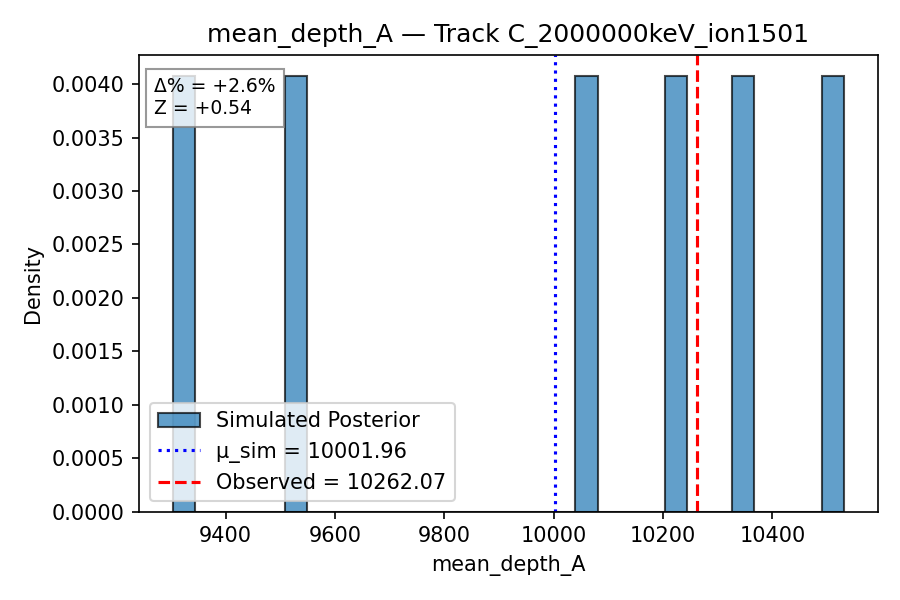 mean_depth_A — Track C_2000000keV_ion1501
Δ% = +2.6%
Z = +0.54
Density
0.0040
0.0035
0.0030
0.0025
0.0020
0.0015
0.0010
0.0005
0.0000
Simulated Posterior
μ_sim = 10001.96
Observed = 10262.07
9400 9600 9800 10000 10200 10400
mean_depth_A